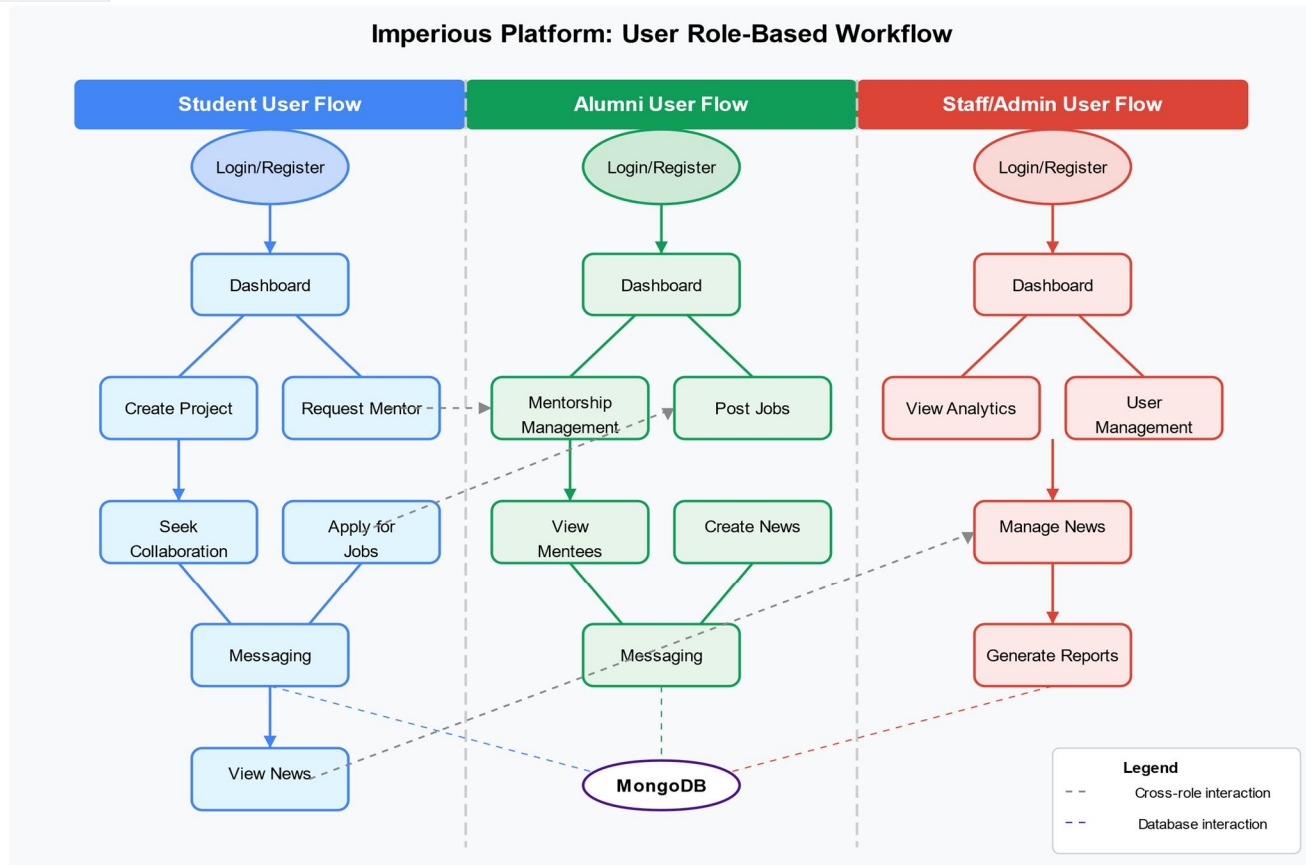 Imperious Platform: User Role-Based Workflow
Student User Flow
Alumni User Flow
Staff/Admin User Flow
Login/Register
Login/Register
Login/Register
Dashboard
Dashboard
Dashboard
Create Project
Request Mentor
Mentorship
Management
Post Jobs
View Analytics
User
Management
Seek
Collaboration
Apply for
Jobs
View
Mentees
Create News
Manage News
Messaging
Messaging
Generate Reports
View News
MongoDB
Legend
Cross-role interaction
Database interaction